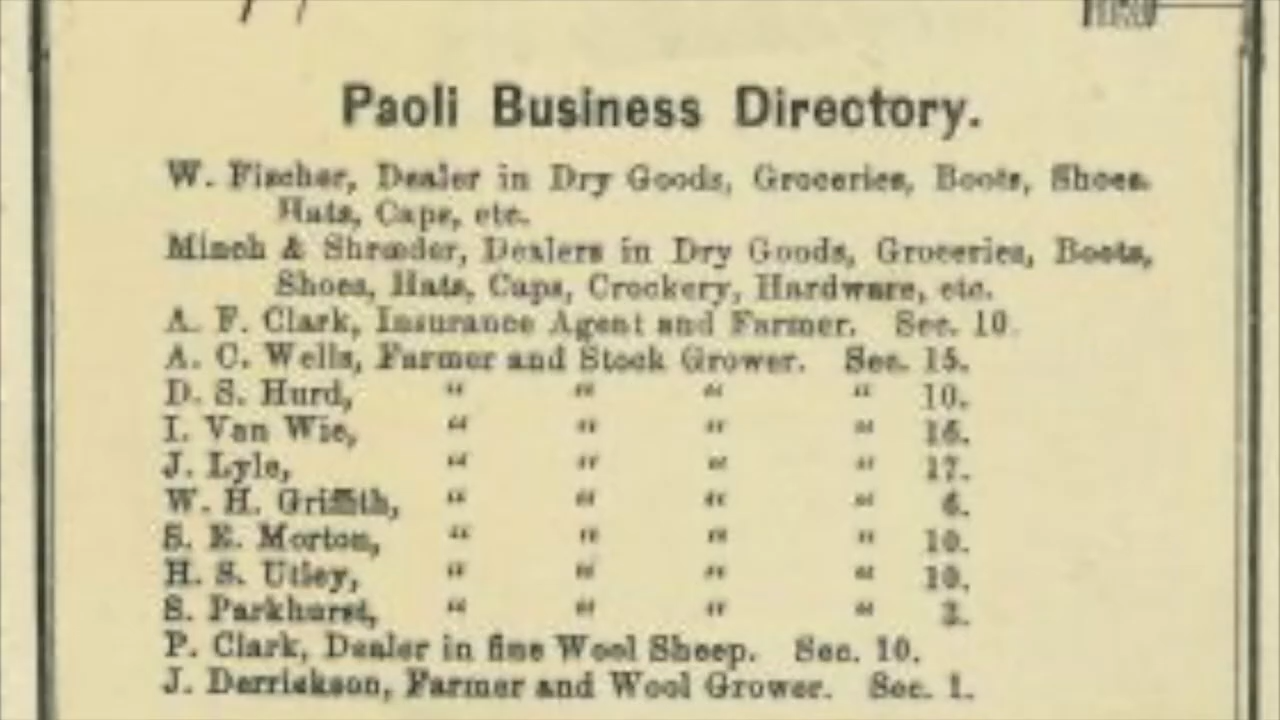 Paoli Business Directory.
W. Fischer, Dealer in Dry Goods, Groceries, Boots, Shoes.
Hats, Caps, etc.
Minch & Shræder, Dealers in Dry Goods, Groceries, Boots,
Shoes, Hats, Caps, Crockery, Hardware, etc.
A. F. Clark, Insurance Agent and Farmer. Sec. 10.
A. C. Wells, Farmer and Stock Grower. Sec. 15.
D. S. Hurd, " " " " 10.
I. Van Wie, " " " " 16.
J. Lyle, " " " " 17.
W. H. Griffith, " " " " 6.
S. E. Morton, " " " " 10.
H. S. Utley, " " " " 10.
S. Parkhurst, " " " "
P. Clark, Dealer in fine Wool Sheep. Sec. 10.
J. Derrickson, Farmer and Wool Grower. Sec. 1.